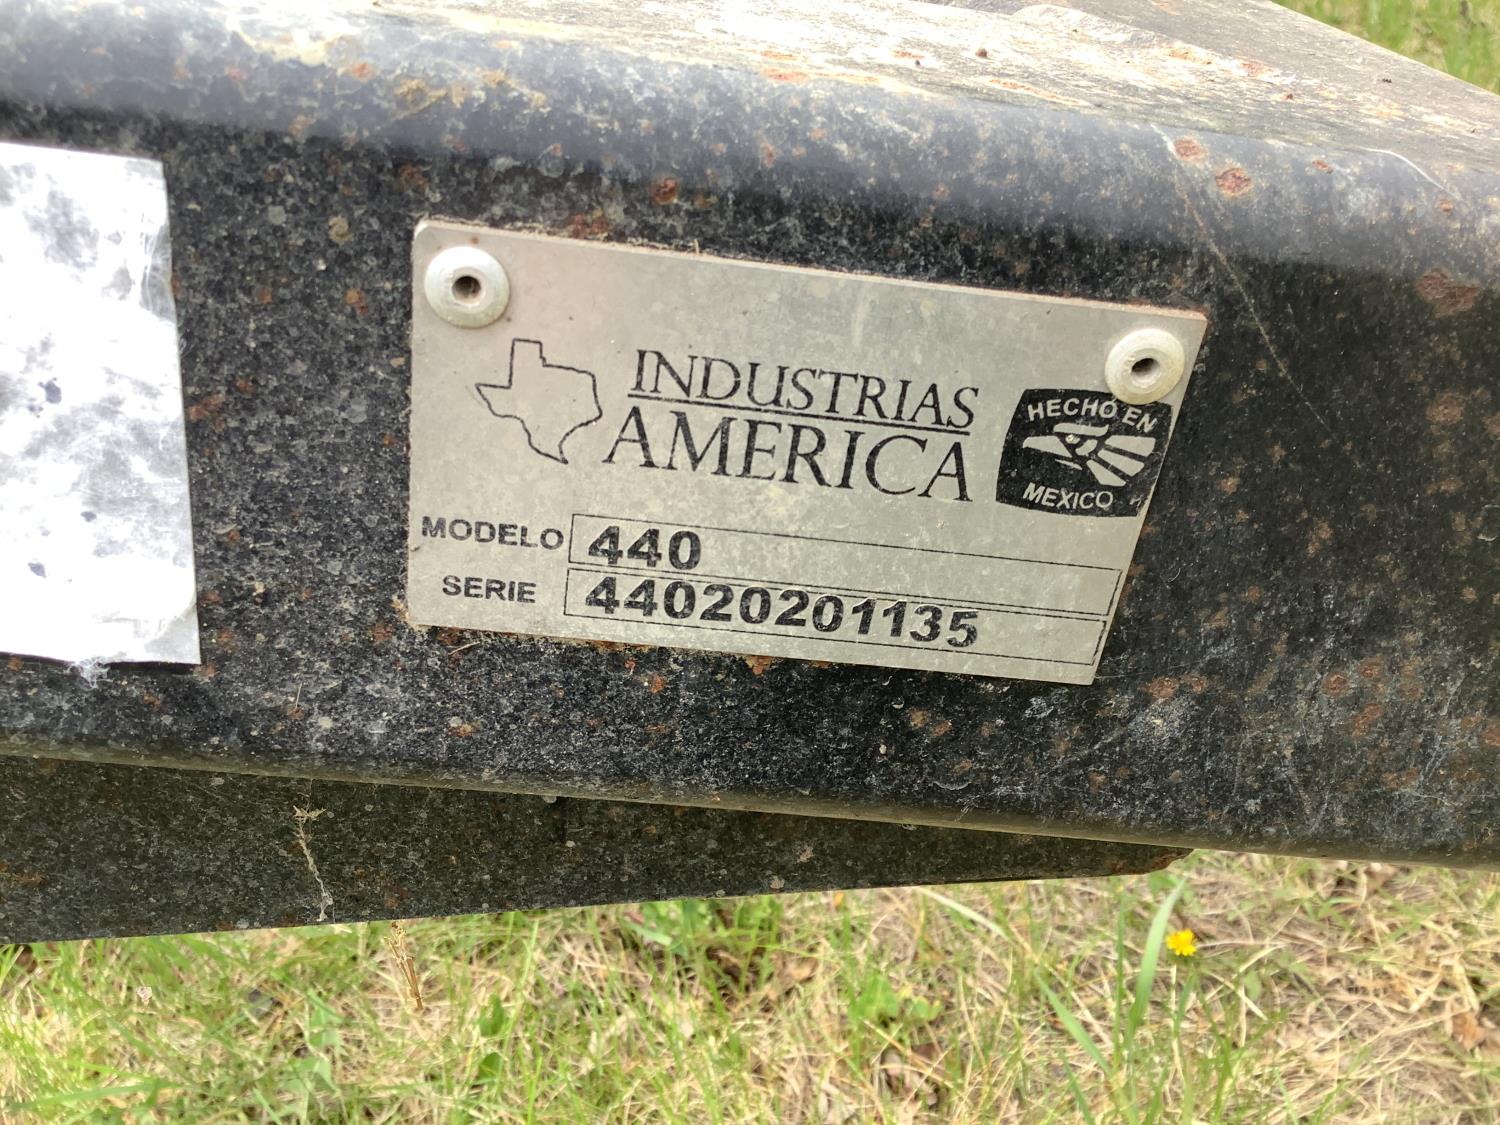 INDUSTRIAS
AMERICA
HECHO EN
MEXICO
MODELO 440
SERIE 44020201135